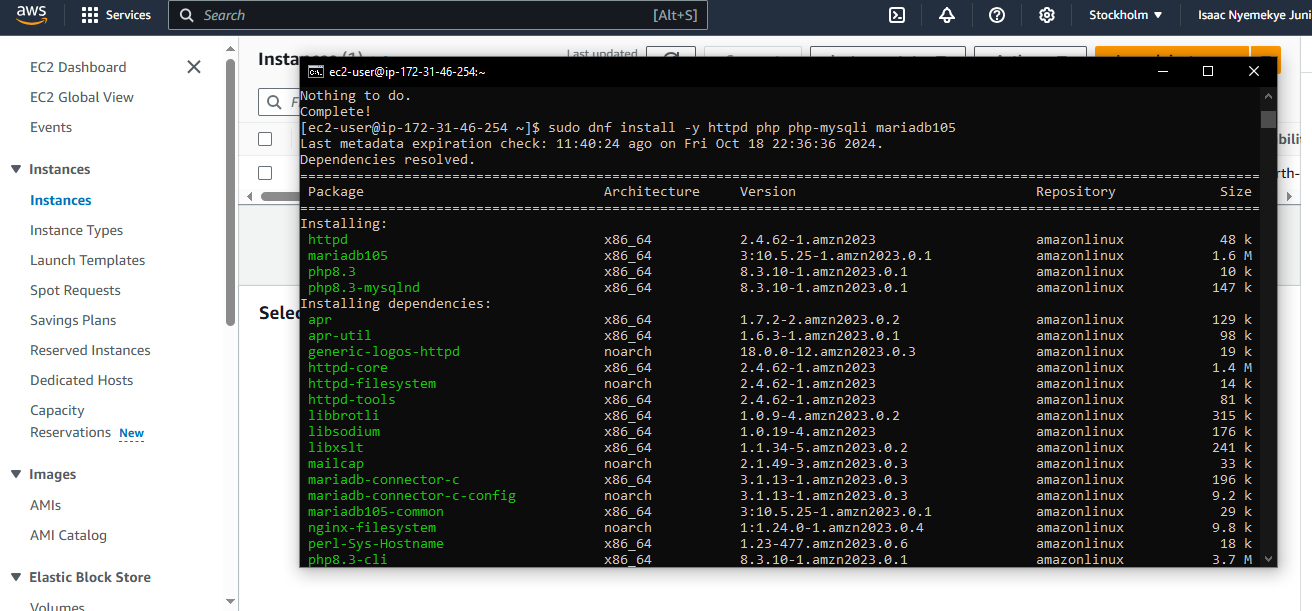 aws Services Search [Alt+S] Stockholm ▼ Isaac Nyemekye Juni
EC2 Dashboard
EC2 Global View
Events
Instances
Instances
Instance Types
Launch Templates
Spot Requests
Savings Plans
Reserved Instances
Dedicated Hosts
Capacity
Reservations New
Images
AMIs
AMI Catalog
Elastic Block Store
Volumes
Last updated
bili
rth-
Selec
ec2-user@ip-172-31-46-254:~
Nothing to do.
Complete!
[ec2-user@ip-172-31-46-254 ~]$ sudo dnf install -y httpd php php-mysqli mariadb105
Last metadata expiration check: 11:40:24 ago on Fri Oct 18 22:36:36 2024.
Dependencies resolved.
Package Architecture Version Repository Size
Installing:
httpd x86_64 2.4.62-1.amzn2023 amazonlinux 48 k
mariadb105 x86_64 3:10.5.25-1.amzn2023.0.1 amazonlinux 1.6 M
php8.3 x86_64 8.3.10-1.amzn2023.0.1 amazonlinux 10 k
php8.3-mysqlnd x86_64 8.3.10-1.amzn2023.0.1 amazonlinux 147 k
Installing dependencies:
apr x86_64 1.7.2-2.amzn2023.0.2 amazonlinux 129 k
apr-util x86_64 1.6.3-1.amzn2023.0.1 amazonlinux 98 k
generic-logos-httpd noarch 18.0.0-12.amzn2023.0.3 amazonlinux 19 k
httpd-core x86_64 2.4.62-1.amzn2023 amazonlinux 1.4 M
httpd-filesystem noarch 2.4.62-1.amzn2023 amazonlinux 14 k
httpd-tools x86_64 2.4.62-1.amzn2023 amazonlinux 81 k
libbrotli x86_64 1.0.9-4.amzn2023.0.2 amazonlinux 315 k
libsodium x86_64 1.0.19-4.amzn2023 amazonlinux 176 k
libxslt x86_64 1.1.34-5.amzn2023.0.2 amazonlinux 241 k
mailcap noarch 2.1.49-3.amzn2023.0.3 amazonlinux 33 k
mariadb-connector-c x86_64 3.1.13-1.amzn2023.0.3 amazonlinux 196 k
mariadb-connector-c-config noarch 3.1.13-1.amzn2023.0.3 amazonlinux 9.2 k
mariadb105-common x86_64 3:10.5.25-1.amzn2023.0.1 amazonlinux 29 k
nginx-filesystem noarch 1:1.24.0-1.amzn2023.0.4 amazonlinux 9.8 k
perl-Sys-Hostname x86_64 1.23-477.amzn2023.0.6 amazonlinux 18 k
php8.3-cli x86_64 8.3.10-1.amzn2023.0.1 amazonlinux 3.7 M